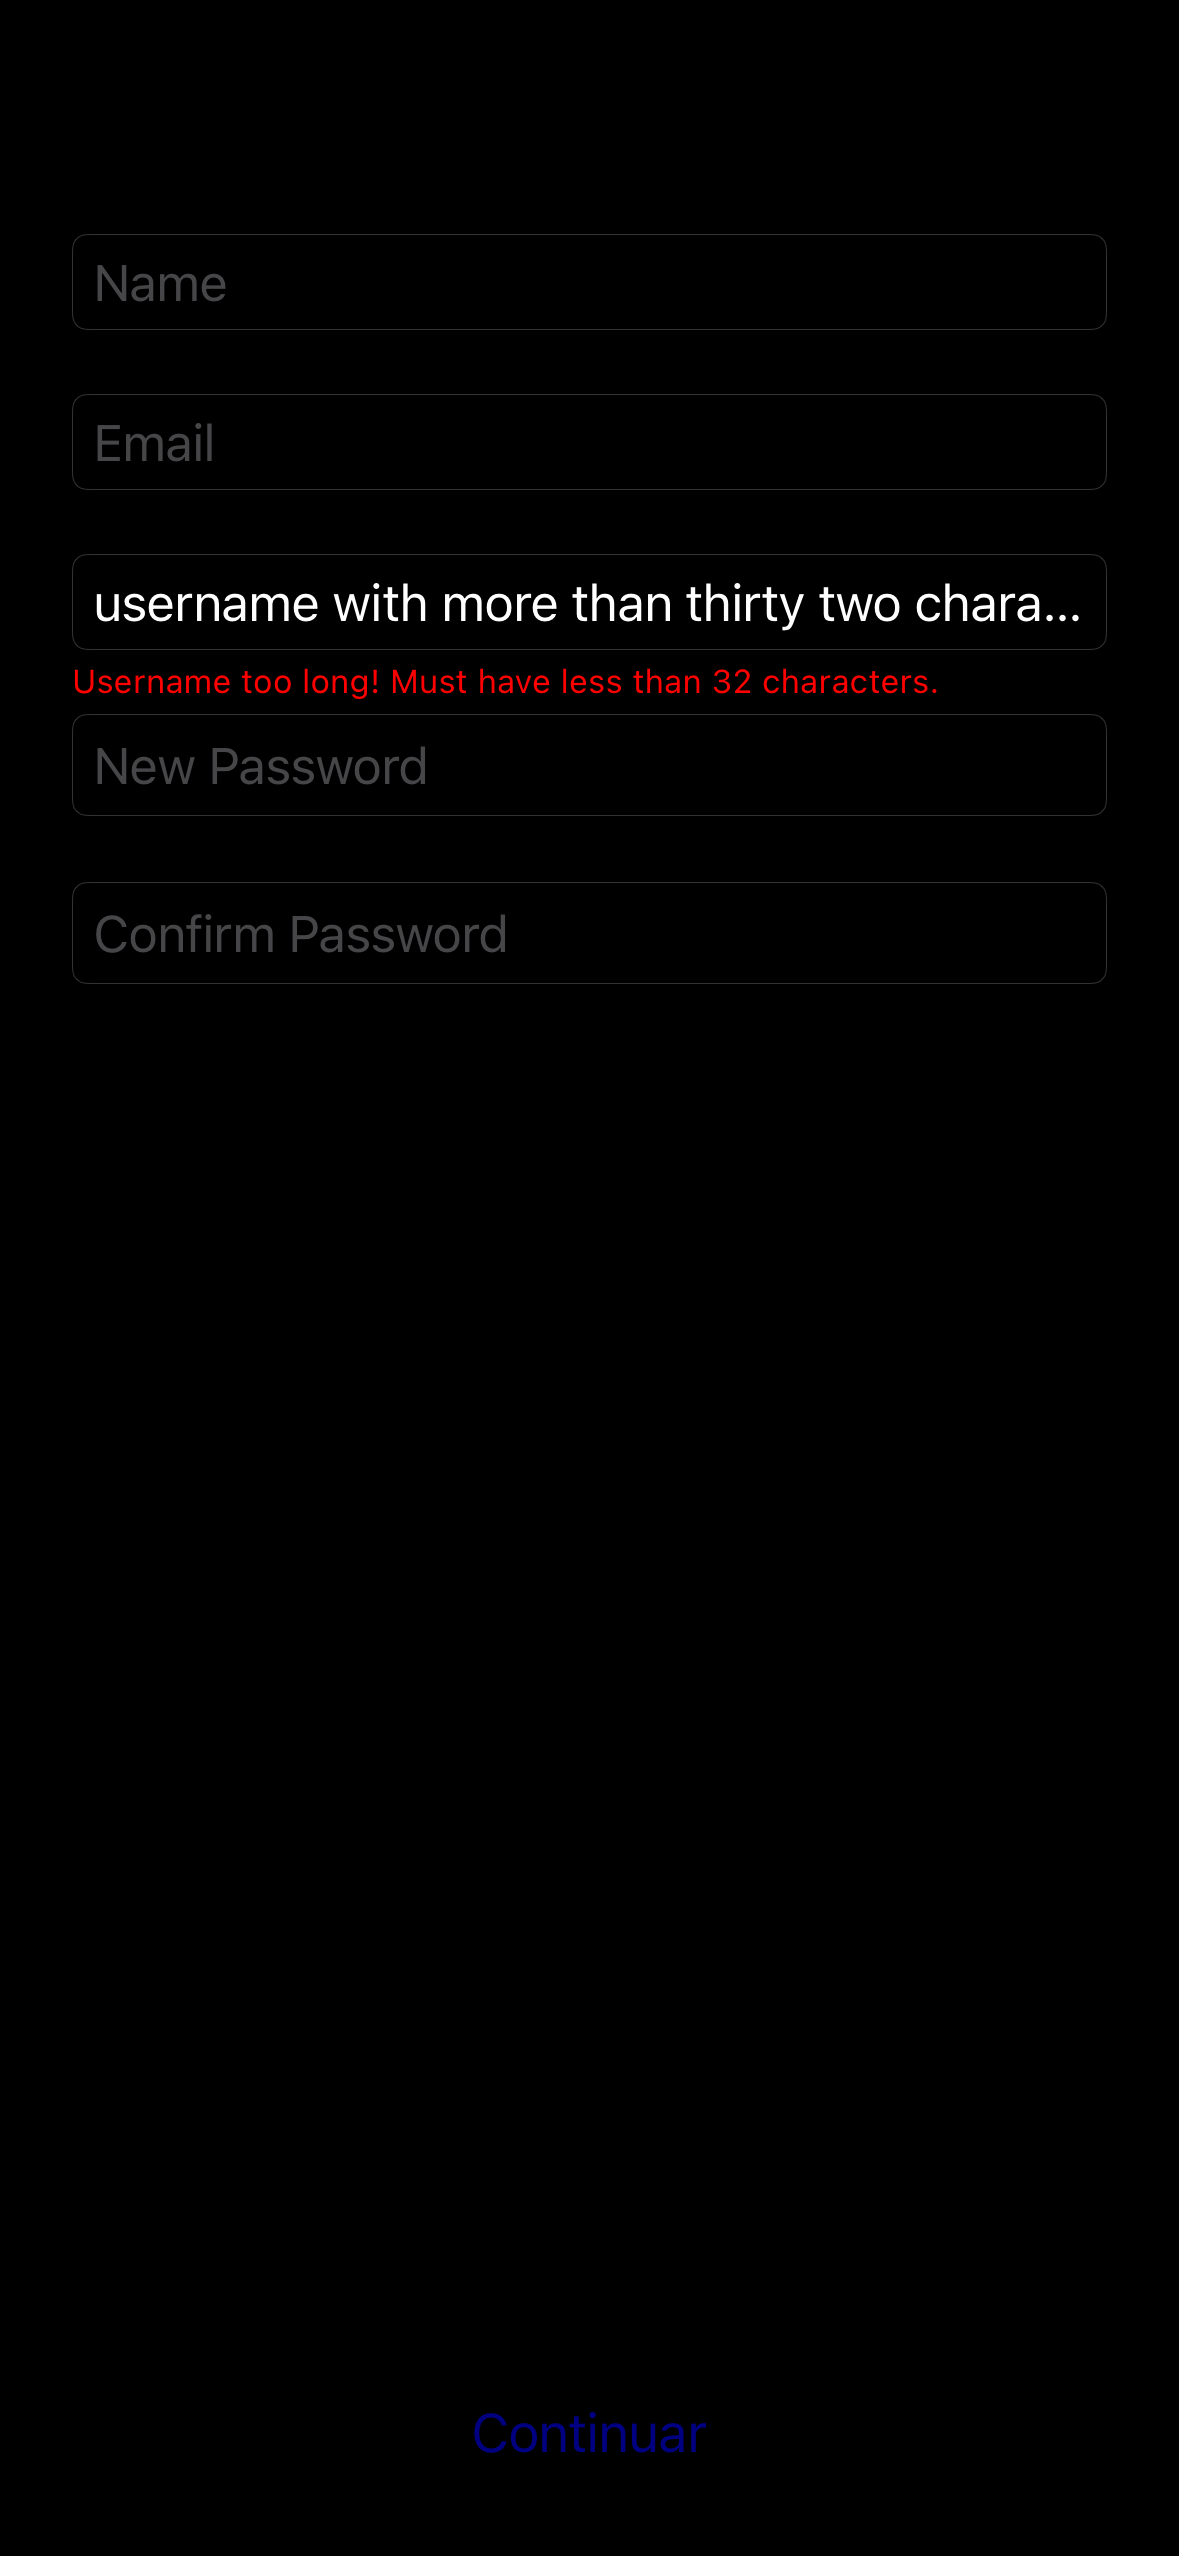 Name
Email
username with more than thirty two chara...
Username too long! Must have less than 32 characters.
New Password
Confirm Password
Continuar